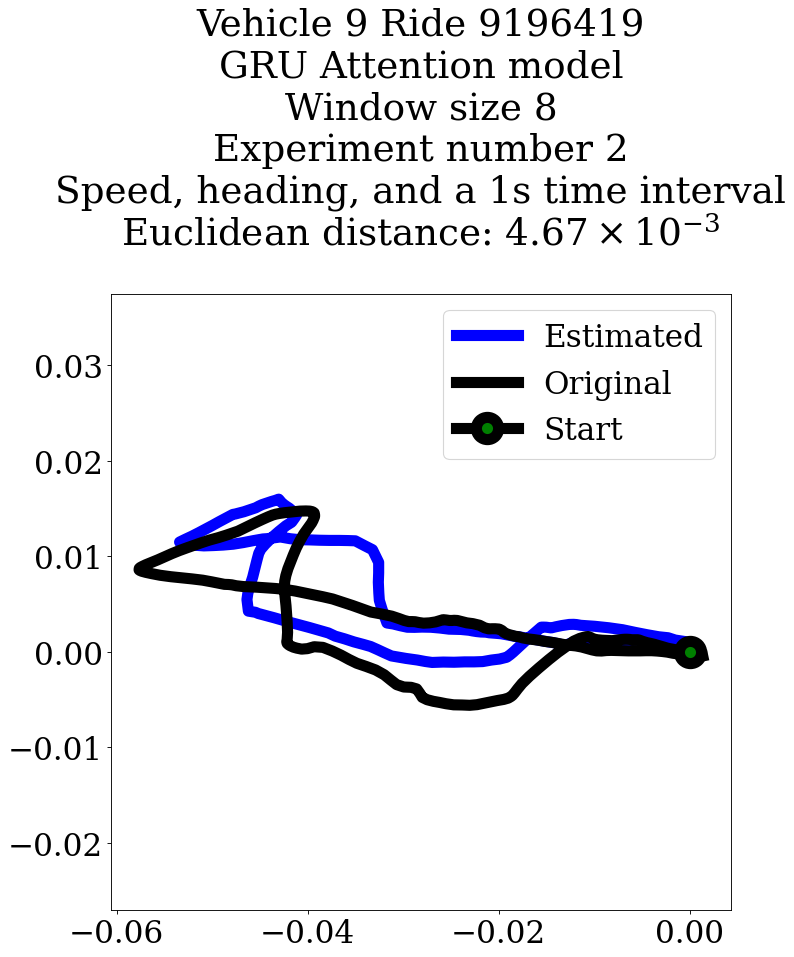 Vehicle 9 Ride 9196419
GRU Attention model
Window size 8
Experiment number 2
Speed, heading, and a 1s time interval
Euclidean distance: 4.67 × 10⁻³
Estimated
Original
Start
0.03
0.02
0.01
0.00
−0.01
−0.02
−0.06
−0.04
−0.02
0.00